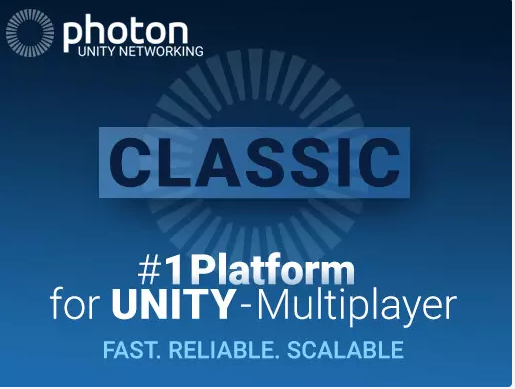 photon
UNITY NETWORKING
CLASSIC
#1 Platform
for UNITY-Multiplayer
FAST. RELIABLE. SCALABLE